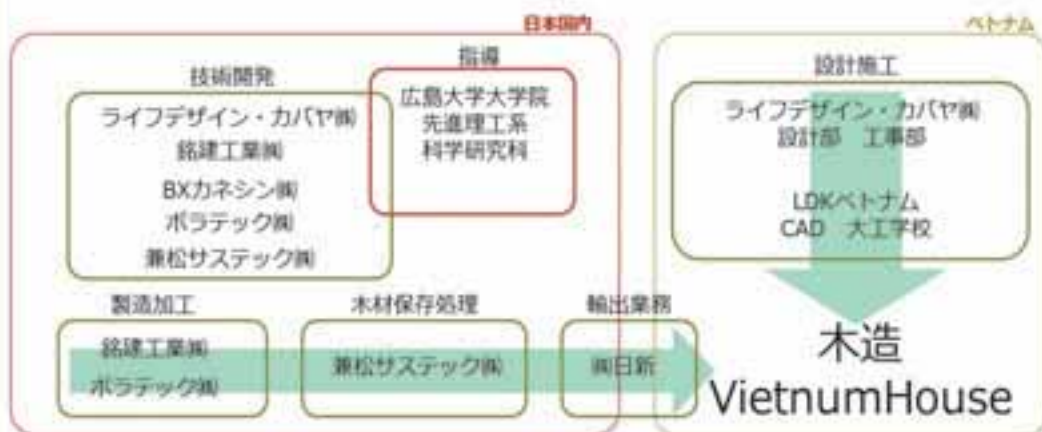 日本国内
ベトナム
技術開発
ライフデザイン・カバヤ㈱
銘建工業㈱
BXカネシン㈱
ポラテック㈱
兼松サステック㈱
指導
広島大学大学院
先進理工系
科学研究科
設計施工
ライフデザイン・カバヤ㈱
設計部 工事部
LDKベトナム
CAD 大工学校
製造加工
銘建工業㈱
ポラテック㈱
木材保存処理
兼松サステック㈱
輸出業務
㈱日新
木造
VietnumHouse